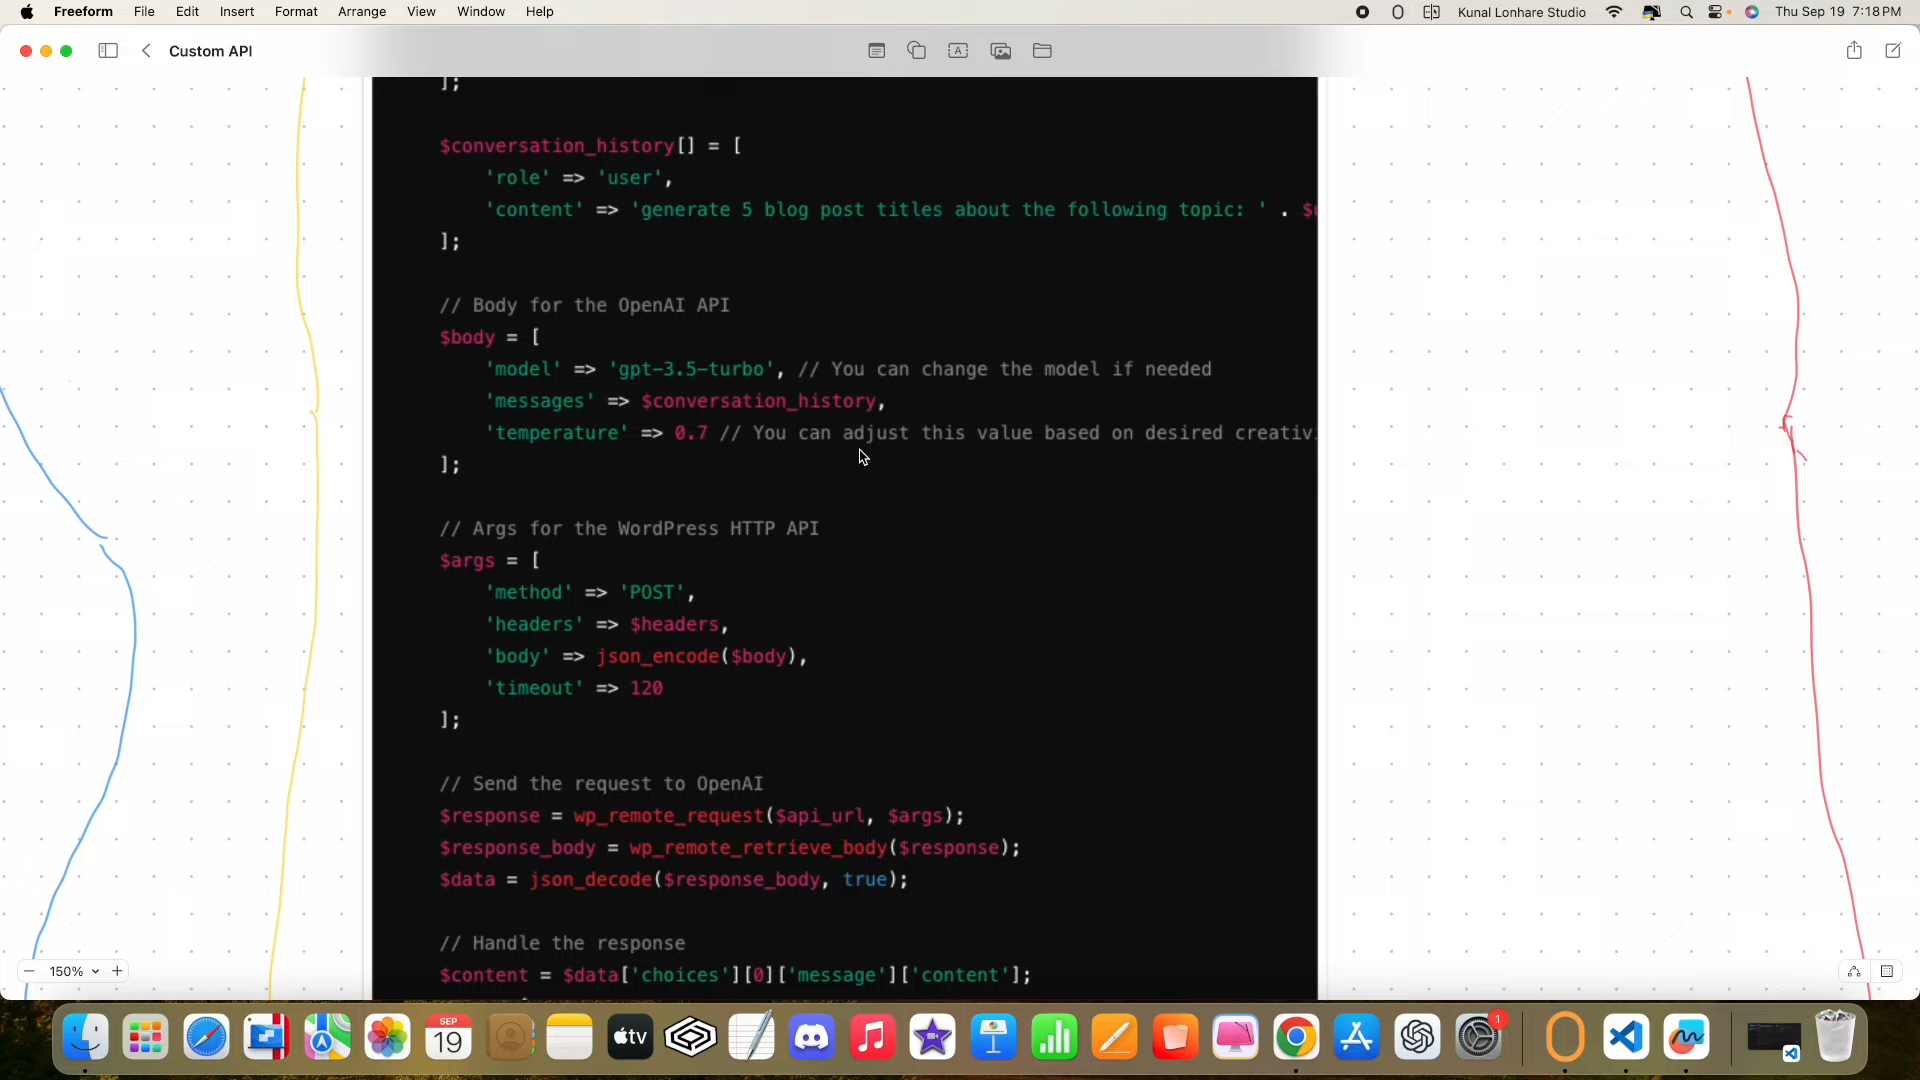 Freeform File Edit Insert Format Arrange View Window Help Kunal Lonhare Studio Thu Sep 19 7:18 PM
Custom API
];
$conversation_history[] = [
'role' => 'user',
'content' => 'generate 5 blog post titles about the following topic: ' .
];
// Body for the OpenAI API
$body = [
'model' => 'gpt-3.5-turbo', // You can change the model if needed
'messages' => $conversation_history,
'temperature' => 0.7 // You can adjust this value based on desired creativi
];
// Args for the WordPress HTTP API
$args = [
'method' => 'POST',
'headers' => $headers,
'body' => json_encode($body),
'timeout' => 120
];
// Send the request to OpenAI
$response = wp_remote_request($api_url, $args);
$response_body = wp_remote_retrieve_body($response);
$data = json_decode($response_body, true);
// Handle the response
$content = $data['choices'][0]['message']['content'];
150%
SEP
19
tv
1